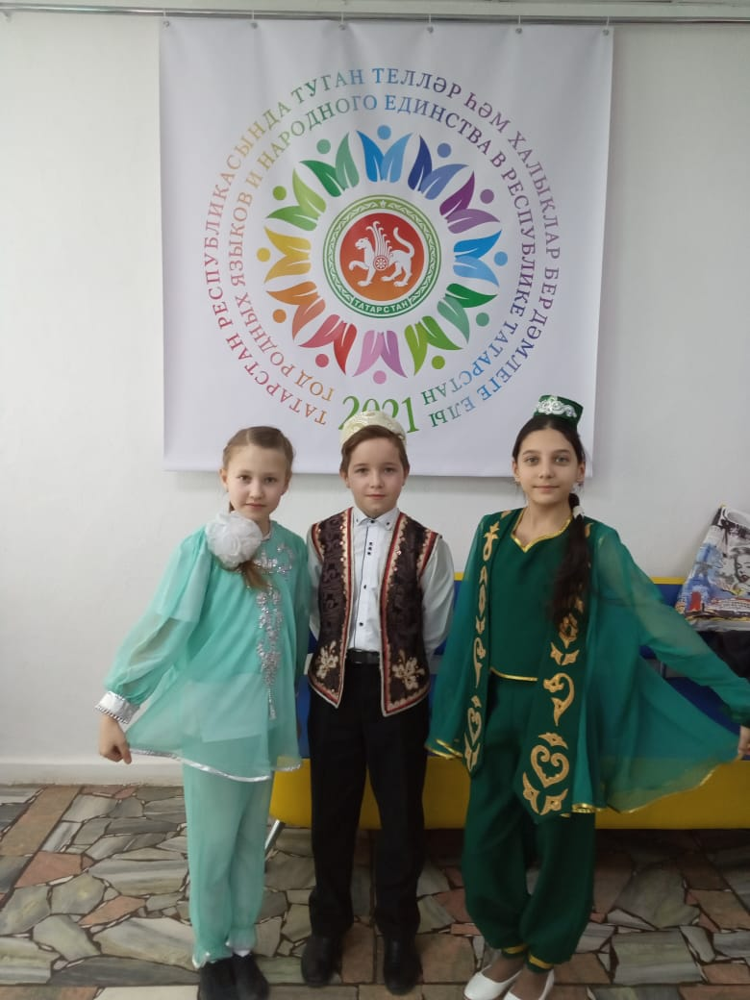 ТАТАРСТАН РЕСПУБЛИКАСЫНДА ТУГАН ТЕЛЛӘР ҺӘМ ХАЛЫКЛАР БЕРДӘМЛЕГЕ ЕЛЫ
ГОД РОДНЫХ ЯЗЫКОВ И НАРОДНОГО ЕДИНСТВА В РЕСПУБЛИКЕ ТАТАРСТАН
ТАТАРСТАН
2021